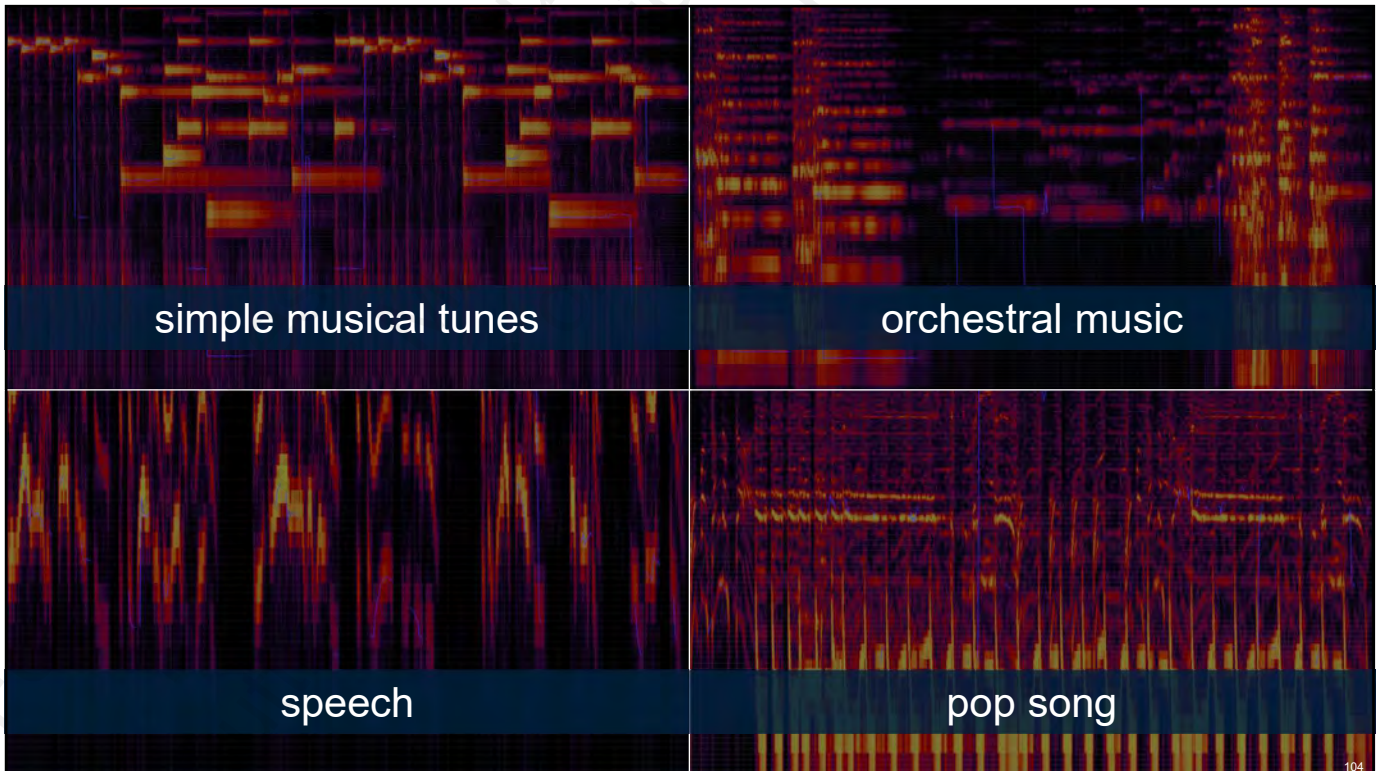 simple musical tunes
orchestral music
speech
pop song
104